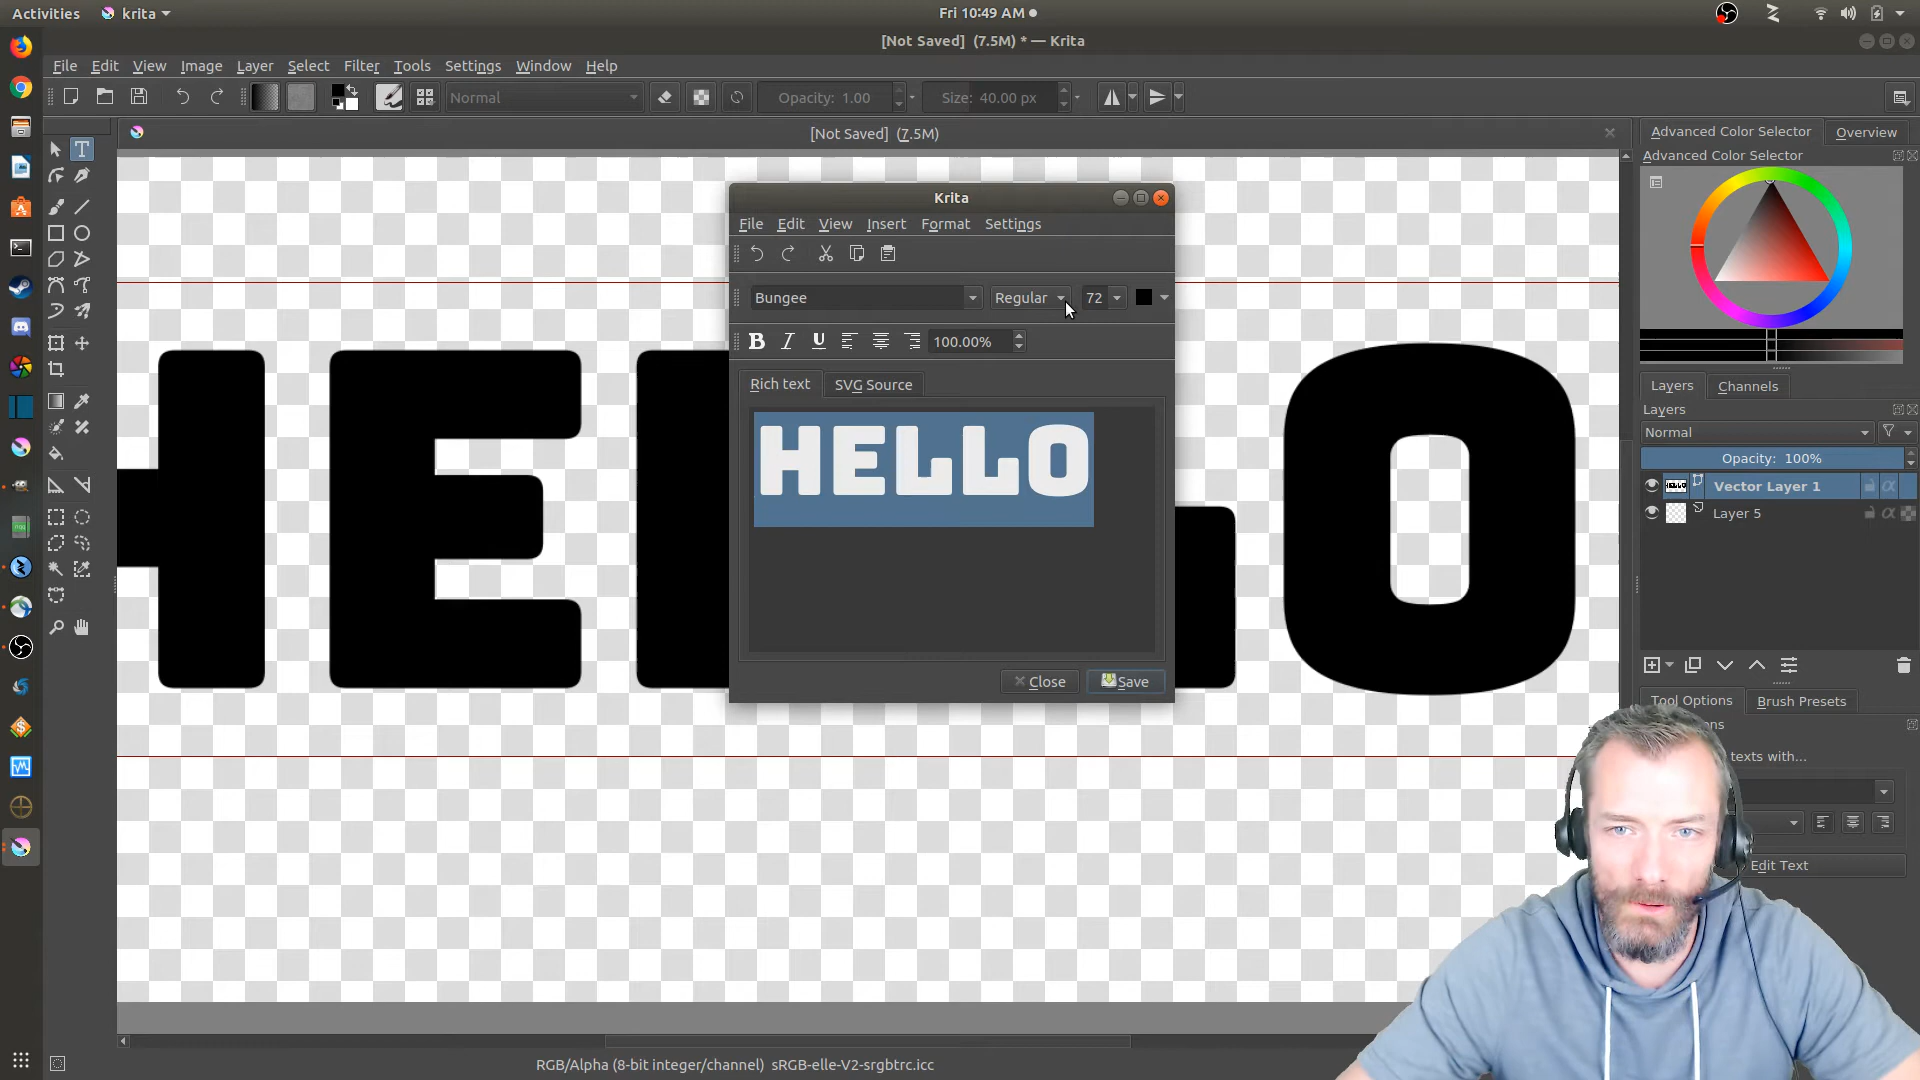 Activities krita Fri 10:49 AM
[Not Saved] (7.5M) * — Krita
File Edit View Image Layer Select Filter Tools Settings Window Help
Normal Opacity: 1.00 Size: 40.00 px
[Not Saved] (7.5M)
Advanced Color Selector Overview
Advanced Color Selector
Krita
File Edit View Insert Format Settings
Bungee Regular 72
B I U 100.00%
Rich text SVG Source
HELLO
Close Save
HELLO
Layers Channels
Layers
Normal
Opacity: 100%
HELLO Vector Layer 1
Layer 5
Tool Options Brush Presets
ns
texts with...
Edit Text
RGB/Alpha (8-bit integer/channel) sRGB-elle-V2-srgbtrc.icc